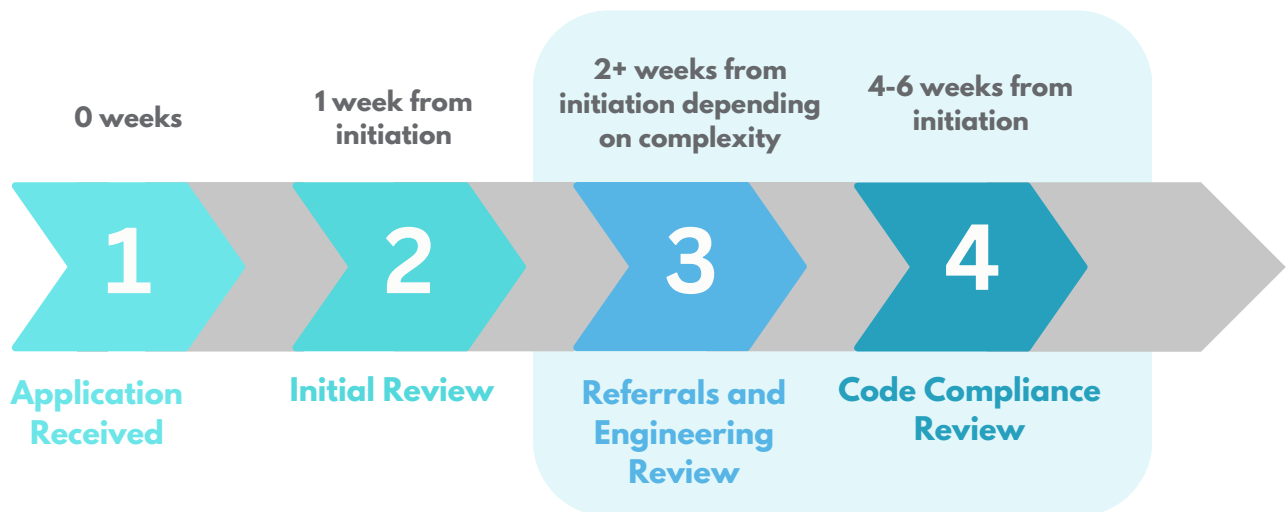 0 weeks
1 week from
initiation
2+ weeks from
initiation depending
on complexity
4-6 weeks from
initiation
1
2
3
4
Application
Received
Initial Review
Referrals and
Engineering
Review
Code Compliance
Review